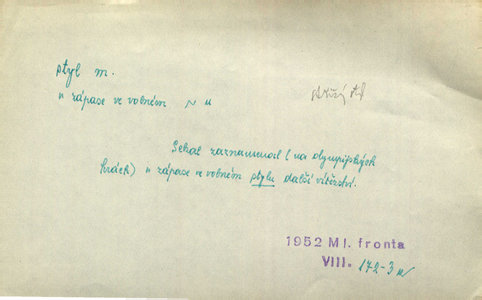 styl m.
v zápase ve volném ~ u
Sekal zaznamenal (na olympijských
hrách) v zápase v volném stylu další vítězství.
1952 Ml. fronta
VIII. 172-3